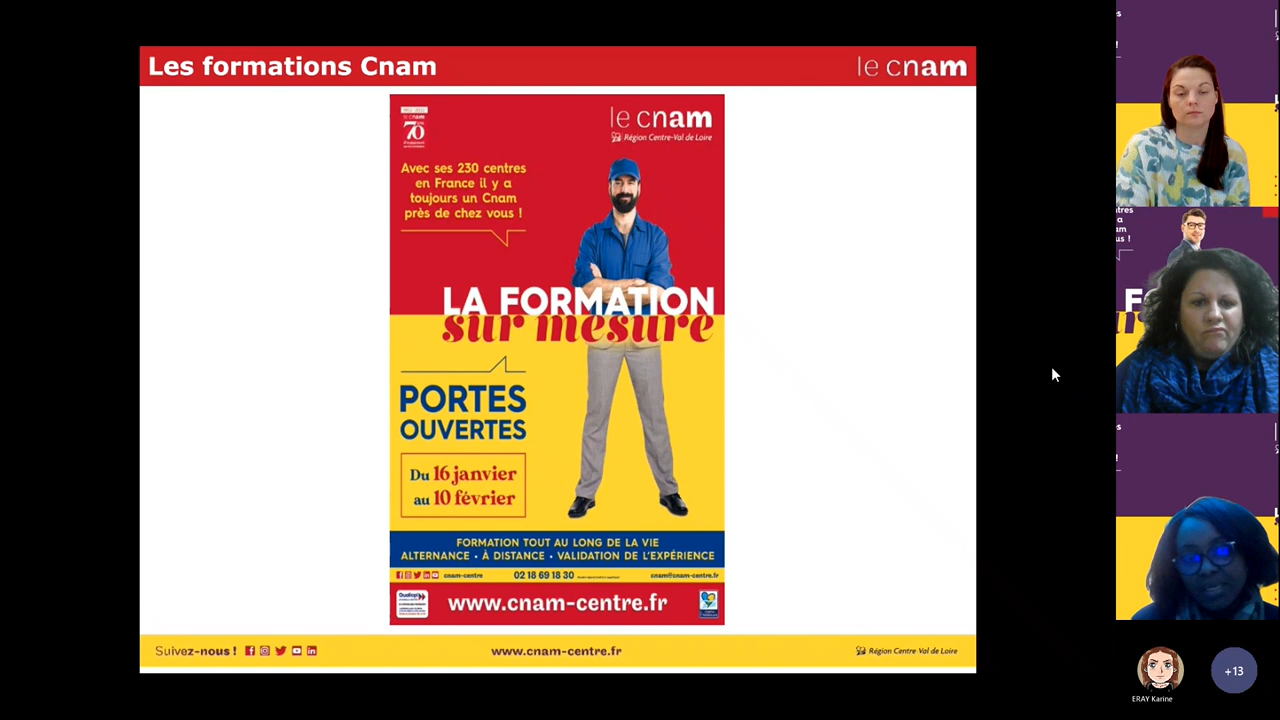 Les formations Cnam
le cnam
le cnam
70
le cnam
Région Centre-Val de Loire
Avec ses 230 centres
en France il y a
toujours un Cnam
près de chez vous !
LA FORMATION
sur mesure
PORTES
OUVERTES
Du 16 janvier
au 10 février
FORMATION TOUT AU LONG DE LA VIE
ALTERNANCE • À DISTANCE • VALIDATION DE L'EXPÉRIENCE
cnam-centre
02 18 69 18 30
cnam@cnam-centre.fr
Qualiopi
www.cnam-centre.fr
Suivez-nous !
www.cnam-centre.fr
Région Centre-Val de Loire
ERAY Karine
+13